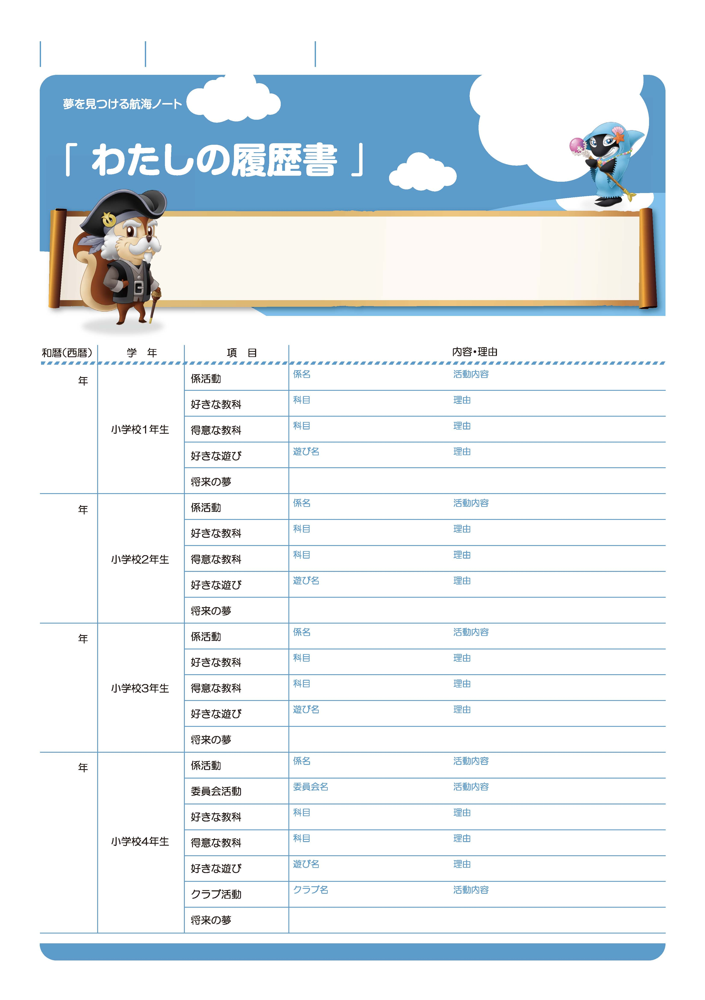 夢を見つける航海ノート
「わたしの履歴書」
和暦（西暦） 学　年 項　目 内容・理由
年 係活動 係名 活動内容
好きな教科 科目 理由
小学校1年生 得意な教科 科目 理由
好きな遊び 遊び名 理由
将来の夢
年 係活動 係名 活動内容
好きな教科 科目 理由
小学校2年生 得意な教科 科目 理由
好きな遊び 遊び名 理由
将来の夢
年 係活動 係名 活動内容
好きな教科 科目 理由
小学校3年生 得意な教科 科目 理由
好きな遊び 遊び名 理由
将来の夢
年 係活動 係名 活動内容
委員会活動 委員会名 活動内容
好きな教科 科目 理由
小学校4年生 得意な教科 科目 理由
好きな遊び 遊び名 理由
クラブ活動 クラブ名 活動内容
将来の夢